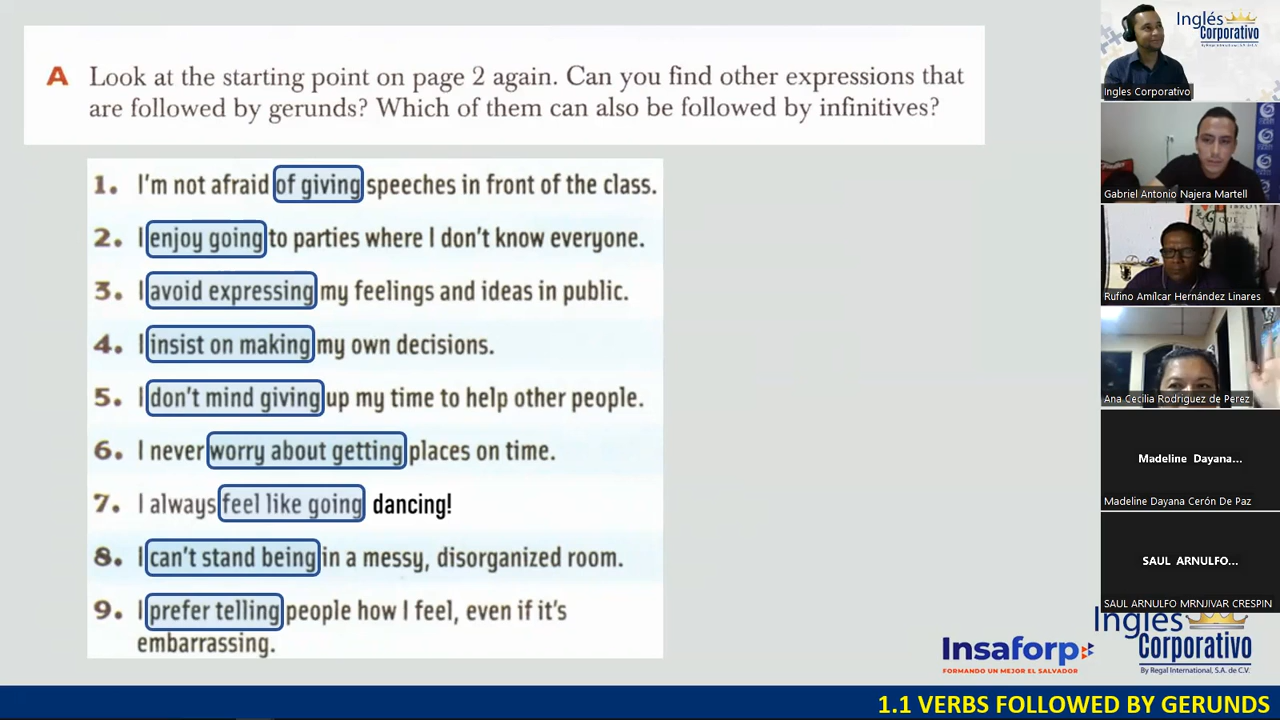 A Look at the starting point on page 2 again. Can you find other expressions that
are followed by gerunds? Which of them can also be followed by infinitives?
1. I'm not afraid of giving speeches in front of the class.
2. I enjoy going to parties where I don't know everyone.
3. I avoid expressing my feelings and ideas in public.
4. I insist on making my own decisions.
5. I don't mind giving up my time to help other people.
6. I never worry about getting places on time.
7. I always feel like going dancing!
8. I can't stand being in a messy, disorganized room.
9. I prefer telling people how I feel, even if it's
embarrassing.
Inglés
Corporativo
Ingles Corporativo
Gabriel Antonio Najera Martell
Rufino Amílcar Hernández Linares
Ana Cecilia Rodriguez de Perez
Madeline Dayana...
Madeline Dayana Cerón De Paz
SAUL ARNULFO...
SAUL ARNULFO MRNJIVAR CRESPIN
Insaforp
FORMANDO UN MEJOR EL SALVADOR
Inglés
Corporativo
By Regal International, S.A. de C.V.
1.1 VERBS FOLLOWED BY GERUNDS